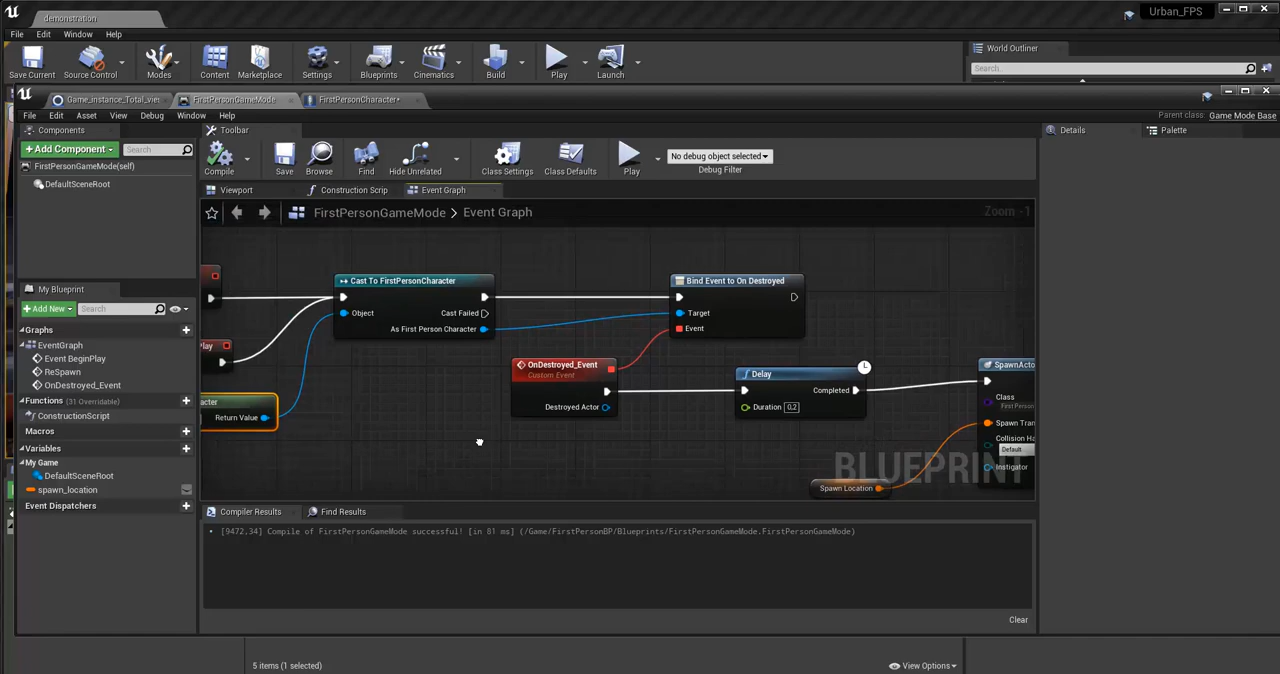 demonstration
Urban_FPS
File Edit Window Help
Save Current Source Control Modes Content Marketplace Settings Blueprints Cinematics Build Play Launch
World Outliner
Search..
Game_instance_Total_vie
FirstPersonGameMode
FirstPersonCharacter*
File Edit Asset View Debug Window Help
Parent class: Game Mode Base
Components
Toolbar
Details
Palette
+ Add Component
Search
FirstPersonGameMode(self)
DefaultSceneRoot
Compile Save Browse Find Hide Unrelated Class Settings Class Defaults Play
No debug object selected
Debug Filter
Viewport Construction Scrip Event Graph
FirstPersonGameMode > Event Graph
Zoom -1
My Blueprint
+ Add New
Search
Graphs
EventGraph
Event BeginPlay
ReSpawn
OnDestroyed_Event
Functions (31 Overridable)
ConstructionScript
Macros
Variables
My Game
DefaultSceneRoot
spawn_location
Event Dispatchers
Cast To FirstPersonCharacter
Object
Cast Failed
As First Person Character
Bind Event to On Destroyed
Target
Event
Play
OnDestroyed_Event
Custom Event
Destroyed Actor
Delay
Completed
Duration 0,2
SpawnActo
Class
First Person
Spawn Tran
Collision Ha
Default
Instigator
Return Value
Spawn Location
BLUEPRINT
Compiler Results
Find Results
• [9472.34] Compile of FirstPersonGameMode successful! [in 81 ms] (/Game/FirstPersonBP/Blueprints/FirstPersonGameMode.FirstPersonGameMode)
Clear
5 items (1 selected)
View Options